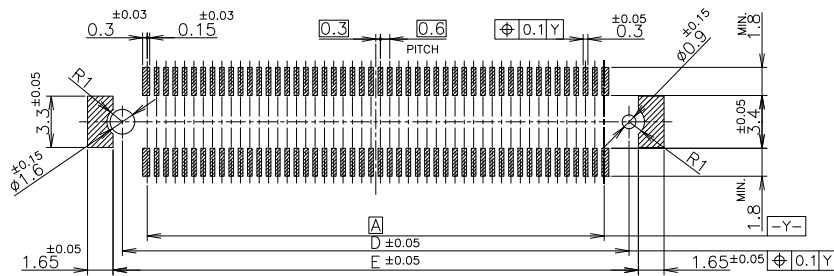 ±0.03 ±0.03 ±0.05 ±0.15
0.3 0.15 0.3 0.6 ⌖ 0.1 Y 0.3 ø0.9 MIN. 1.8
PITCH
R1
3.3±0.05
3.4±0.05
ø1.6±0.15
R1
MIN. 1.8
A
-Y-
D ±0.05
1.65±0.05 E ±0.05 1.65±0.05 ⌖ 0.1 Y